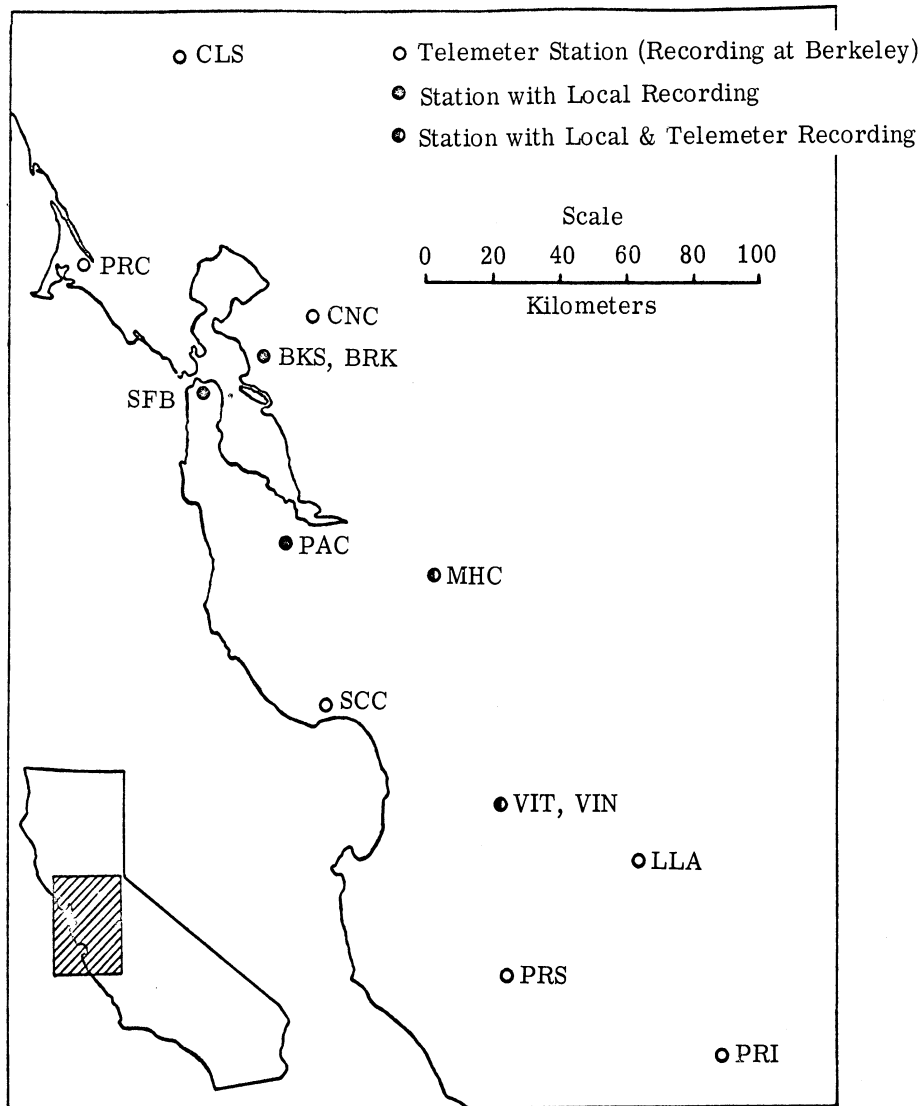 CLS
Telemeter Station (Recording at Berkeley)
Station with Local Recording
Station with Local & Telemeter Recording
Scale
0 20 40 60 80 100
Kilometers
PRC
CNC
BKS, BRK
SFB
PAC
MHC
SCC
VIT, VIN
LLA
PRS
PRI